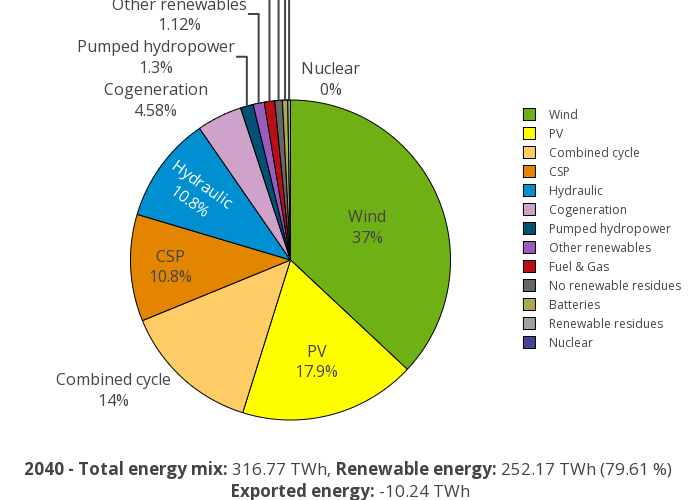 Other renewables
1.12%
Pumped hydropower
1.3%
Cogeneration
4.58%
Nuclear
0%
Hydraulic
10.8%
Wind
37%
CSP
10.8%
PV
17.9%
Combined cycle
14%
Wind
PV
Combined cycle
CSP
Hydraulic
Cogeneration
Pumped hydropower
Other renewables
Fuel & Gas
No renewable residues
Batteries
Renewable residues
Nuclear
2040 - Total energy mix: 316.77 TWh, Renewable energy: 252.17 TWh (79.61 %)
Exported energy: -10.24 TWh